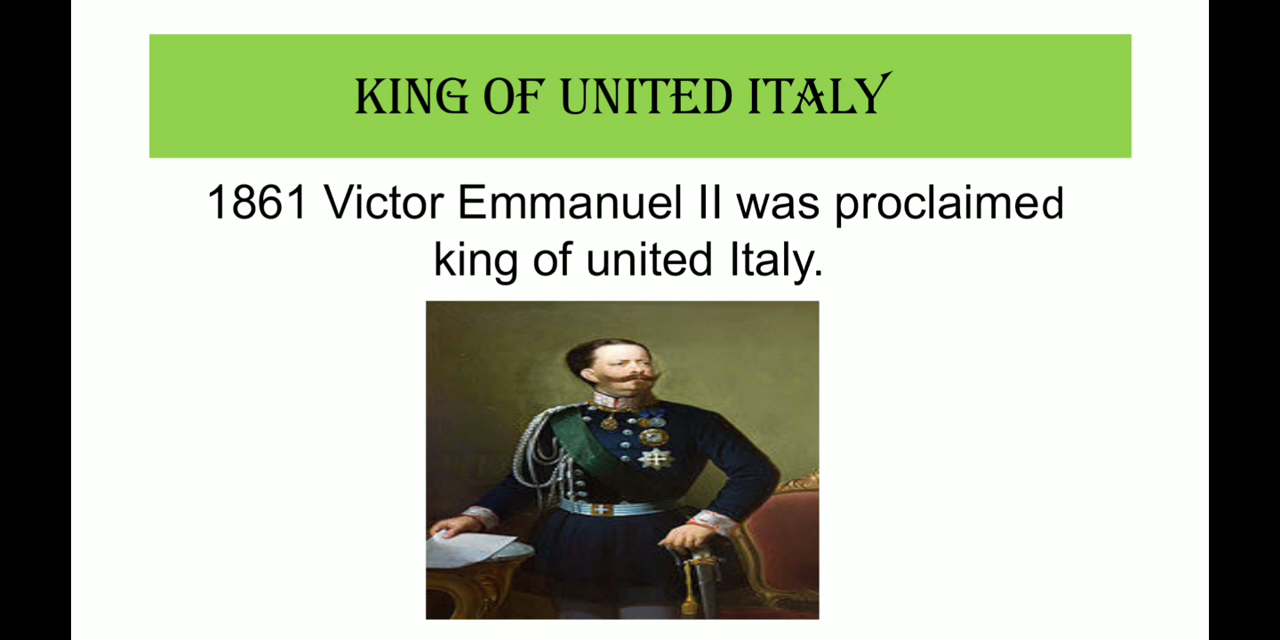 KING OF UNITED ITALY
1861 Victor Emmanuel II was proclaimed
king of united Italy.